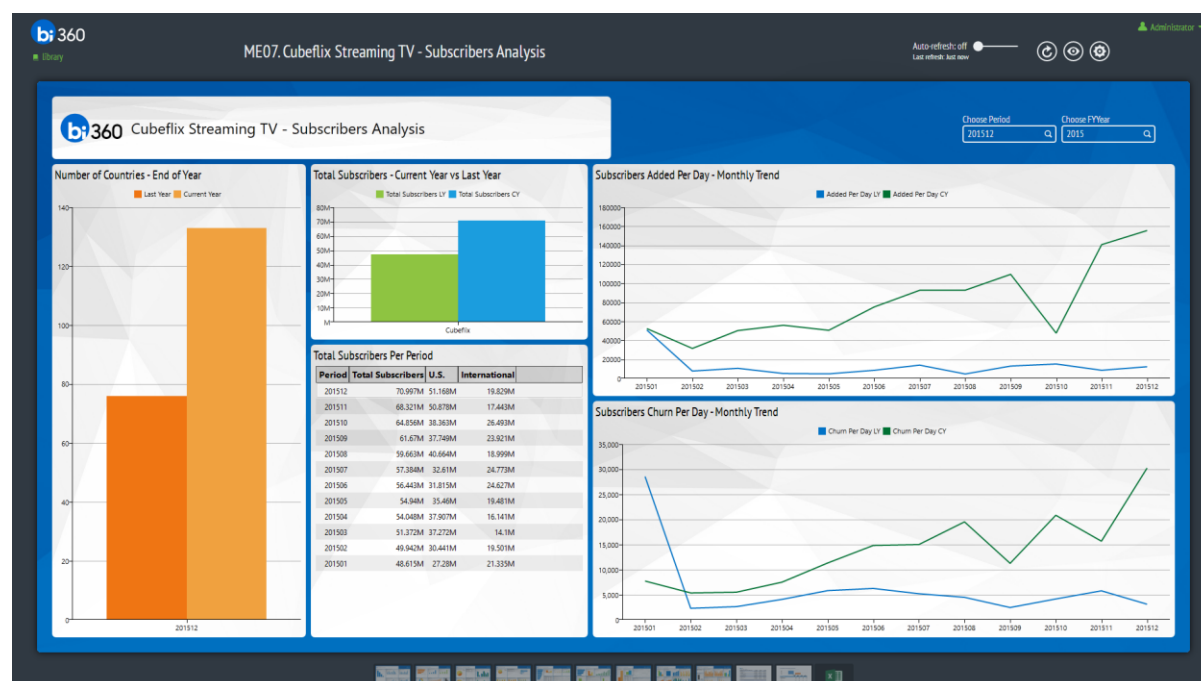 bi 360
Administrator
library
ME07. Cubeflix Streaming TV - Subscribers Analysis
Auto-refresh: off
Last refresh: Just now
bi 360 Cubeflix Streaming TV - Subscribers Analysis
Choose Period
Choose FYYear
201512
2015
Number of Countries - End of Year
Last Year Current Year
140
120
100
80
60
40
20
0
201512
Total Subscribers - Current Year vs Last Year
Total Subscribers LY Total Subscribers CY
80M
70M
60M
50M
40M
30M
20M
10M
M
Cubeflix
Total Subscribers Per Period
Period Total Subscribers U.S. International
201512 70.997M 51.168M 19.829M
201511 68.321M 50.878M 17.443M
201510 64.856M 38.363M 26.493M
201509 61.67M 37.749M 23.921M
201508 59.663M 40.664M 18.999M
201507 57.384M 32.61M 24.773M
201506 56.443M 31.815M 24.627M
201505 54.94M 35.46M 19.481M
201504 54.048M 37.907M 16.141M
201503 51.372M 37.272M 14.1M
201502 49.942M 30.441M 19.501M
201501 48.615M 27.28M 21.335M
Subscribers Added Per Day - Monthly Trend
Added Per Day LY Added Per Day CY
180000
160000
140000
120000
100000
80000
60000
40000
20000
0
201501 201502 201503 201504 201505 201506 201507 201508 201509 201510 201511 201512
Subscribers Churn Per Day - Monthly Trend
Churn Per Day LY Churn Per Day CY
35,000
30,000
25,000
20,000
15,000
10,000
5,000
0
201501 201502 201503 201504 201505 201506 201507 201508 201509 201510 201511 201512